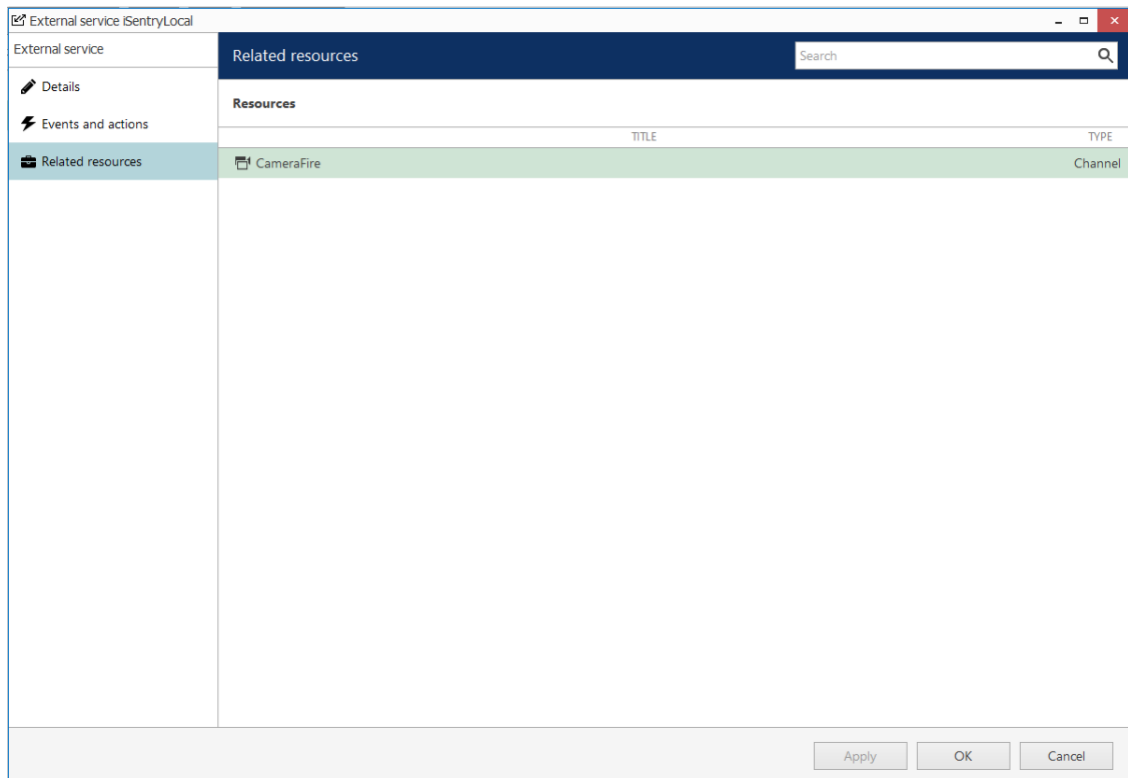 External service iSentryLocal
External service
Details
Events and actions
Related resources
Related resources
Search
Resources
TITLE TYPE
CameraFire Channel
Apply OK Cancel